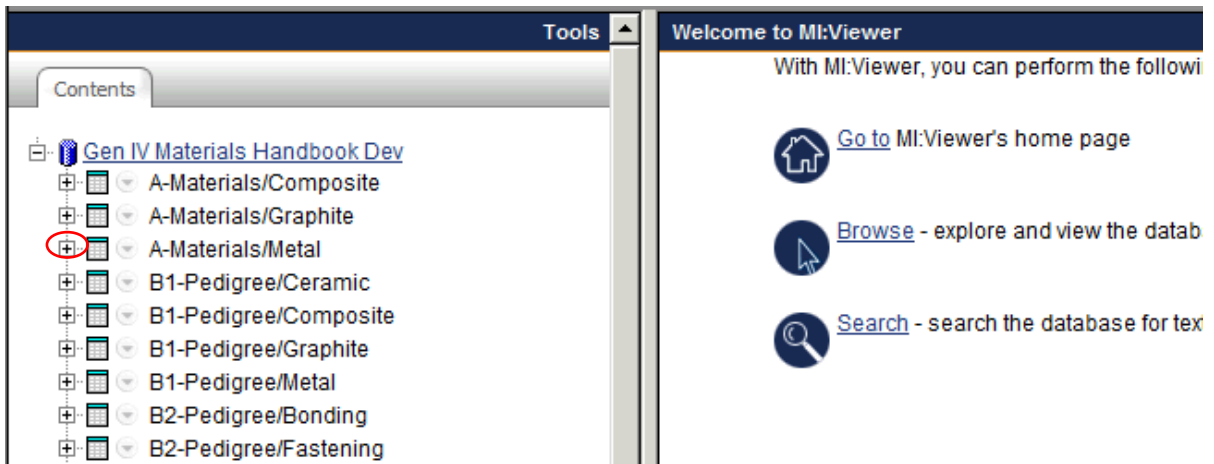 Tools
Contents
Gen IV Materials Handbook Dev
A-Materials/Composite
A-Materials/Graphite
A-Materials/Metal
B1-Pedigree/Ceramic
B1-Pedigree/Composite
B1-Pedigree/Graphite
B1-Pedigree/Metal
B2-Pedigree/Bonding
B2-Pedigree/Fastening
Welcome to MI:Viewer
With MI:Viewer, you can perform the followi
Go to MI:Viewer's home page
Browse - explore and view the datab
Search - search the database for tex